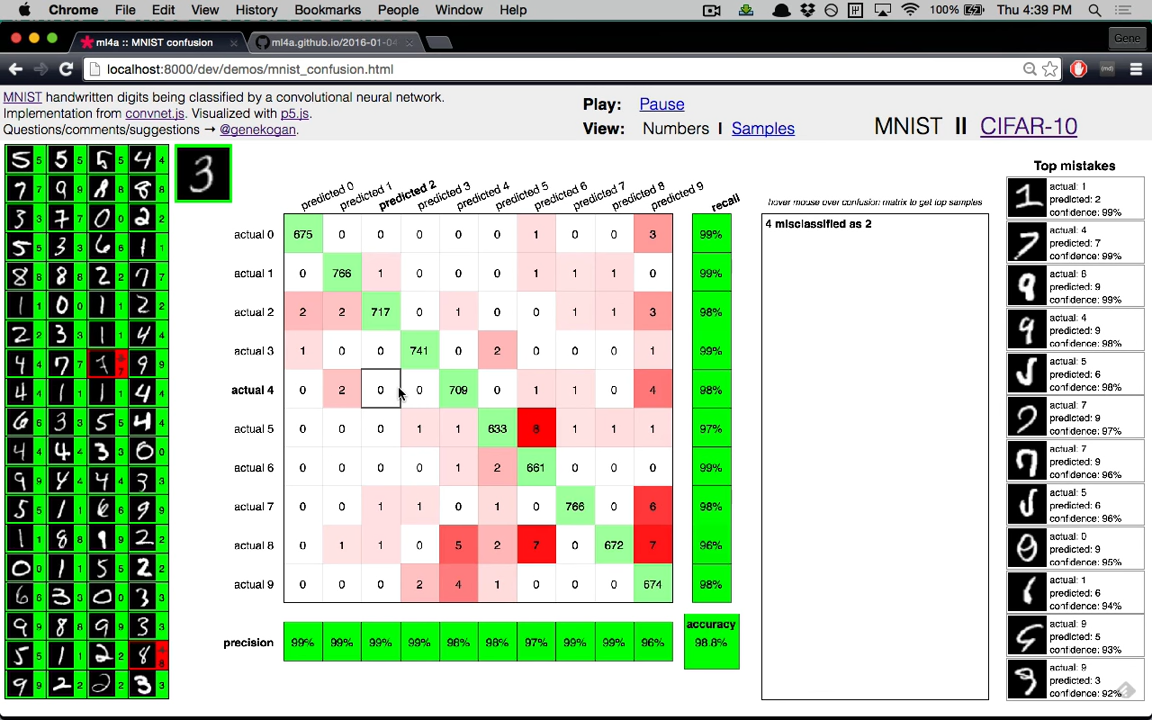 Chrome File Edit View History Bookmarks People Window Help 100% Thu 4:39 PM
ml4a :: MNIST confusion
ml4a.github.io/2016-01-04
Gene
localhost:8000/dev/demos/mnist_confusion.html
MNIST handwritten digits being classified by a convolutional neural network.
Implementation from convnet.js. Visualized with p5.js.
Questions/comments/suggestions → @genekogan.
Play: Pause
View: Numbers | Samples
MNIST || CIFAR-10
3
predicted 0 predicted 1 predicted 2 predicted 3 predicted 4 predicted 5 predicted 6 predicted 7 predicted 8 predicted 9 recall
actual 0 675 0 0 0 0 0 1 0 0 3 99%
actual 1 0 766 1 0 0 0 1 1 1 0 99%
actual 2 2 2 717 0 1 0 0 1 1 3 98%
actual 3 1 0 0 741 0 2 0 0 0 1 99%
actual 4 0 2 0 0 709 0 1 1 0 4 98%
actual 5 0 0 0 1 1 633 8 1 1 1 97%
actual 6 0 0 0 0 1 2 661 0 0 0 99%
actual 7 0 0 1 1 0 1 0 766 0 6 98%
actual 8 0 1 1 0 5 2 7 0 672 7 96%
actual 9 0 0 0 2 4 1 0 0 0 674 98%
precision 99% 99% 99% 99% 98% 98% 97% 99% 99% 96%
accuracy
98.8%
hover mouse over confusion matrix to get top samples
4 misclassified as 2
Top mistakes
actual: 1
predicted: 2
confidence: 99%
actual: 4
predicted: 7
confidence: 99%
actual: 6
predicted: 9
confidence: 99%
actual: 4
predicted: 9
confidence: 98%
actual: 5
predicted: 6
confidence: 98%
actual: 7
predicted: 9
confidence: 97%
actual: 7
predicted: 9
confidence: 96%
actual: 5
predicted: 6
confidence: 96%
actual: 0
predicted: 9
confidence: 95%
actual: 1
predicted: 6
confidence: 94%
actual: 9
predicted: 5
confidence: 93%
actual: 9
predicted: 3
confidence: 92%